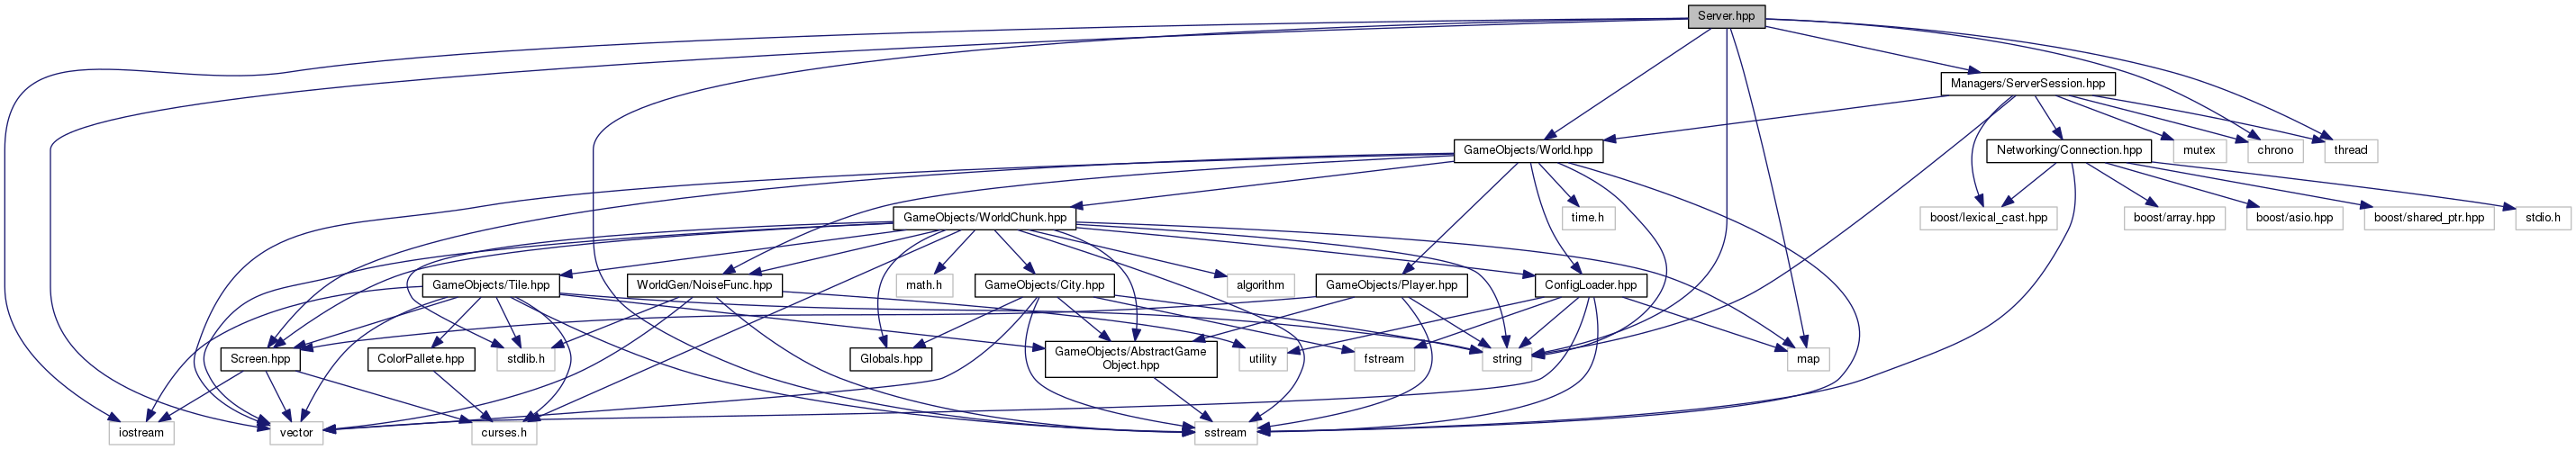 Server.hpp
Managers/ServerSession.hpp
GameObjects/World.hpp
Networking/Connection.hpp
mutex
chrono
thread
GameObjects/WorldChunk.hpp
time.h
boost/lexical_cast.hpp
boost/array.hpp
boost/asio.hpp
boost/shared_ptr.hpp
stdio.h
GameObjects/Tile.hpp
WorldGen/NoiseFunc.hpp
math.h
GameObjects/City.hpp
algorithm
GameObjects/Player.hpp
ConfigLoader.hpp
Screen.hpp
ColorPallete.hpp
stdlib.h
Globals.hpp
GameObjects/AbstractGame
Object.hpp
utility
fstream
string
map
iostream
vector
curses.h
sstream